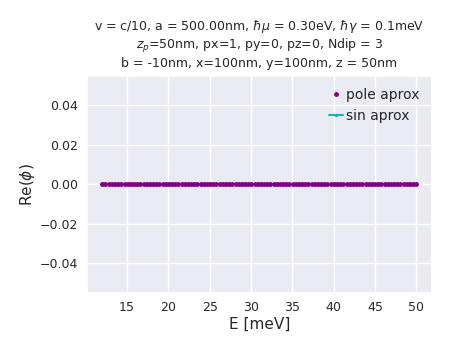 v = c/10, a = 500.00nm, ℏμ = 0.30eV, ℏγ = 0.1meV
zₚ=50nm, px=1, py=0, pz=0, Ndip = 3
b = -10nm, x=100nm, y=100nm, z = 50nm
pole aprox
sin aprox
0.04
0.02
0.00
−0.02
−0.04
Re(ϕ)
15 20 25 30 35 40 45 50
E [meV]